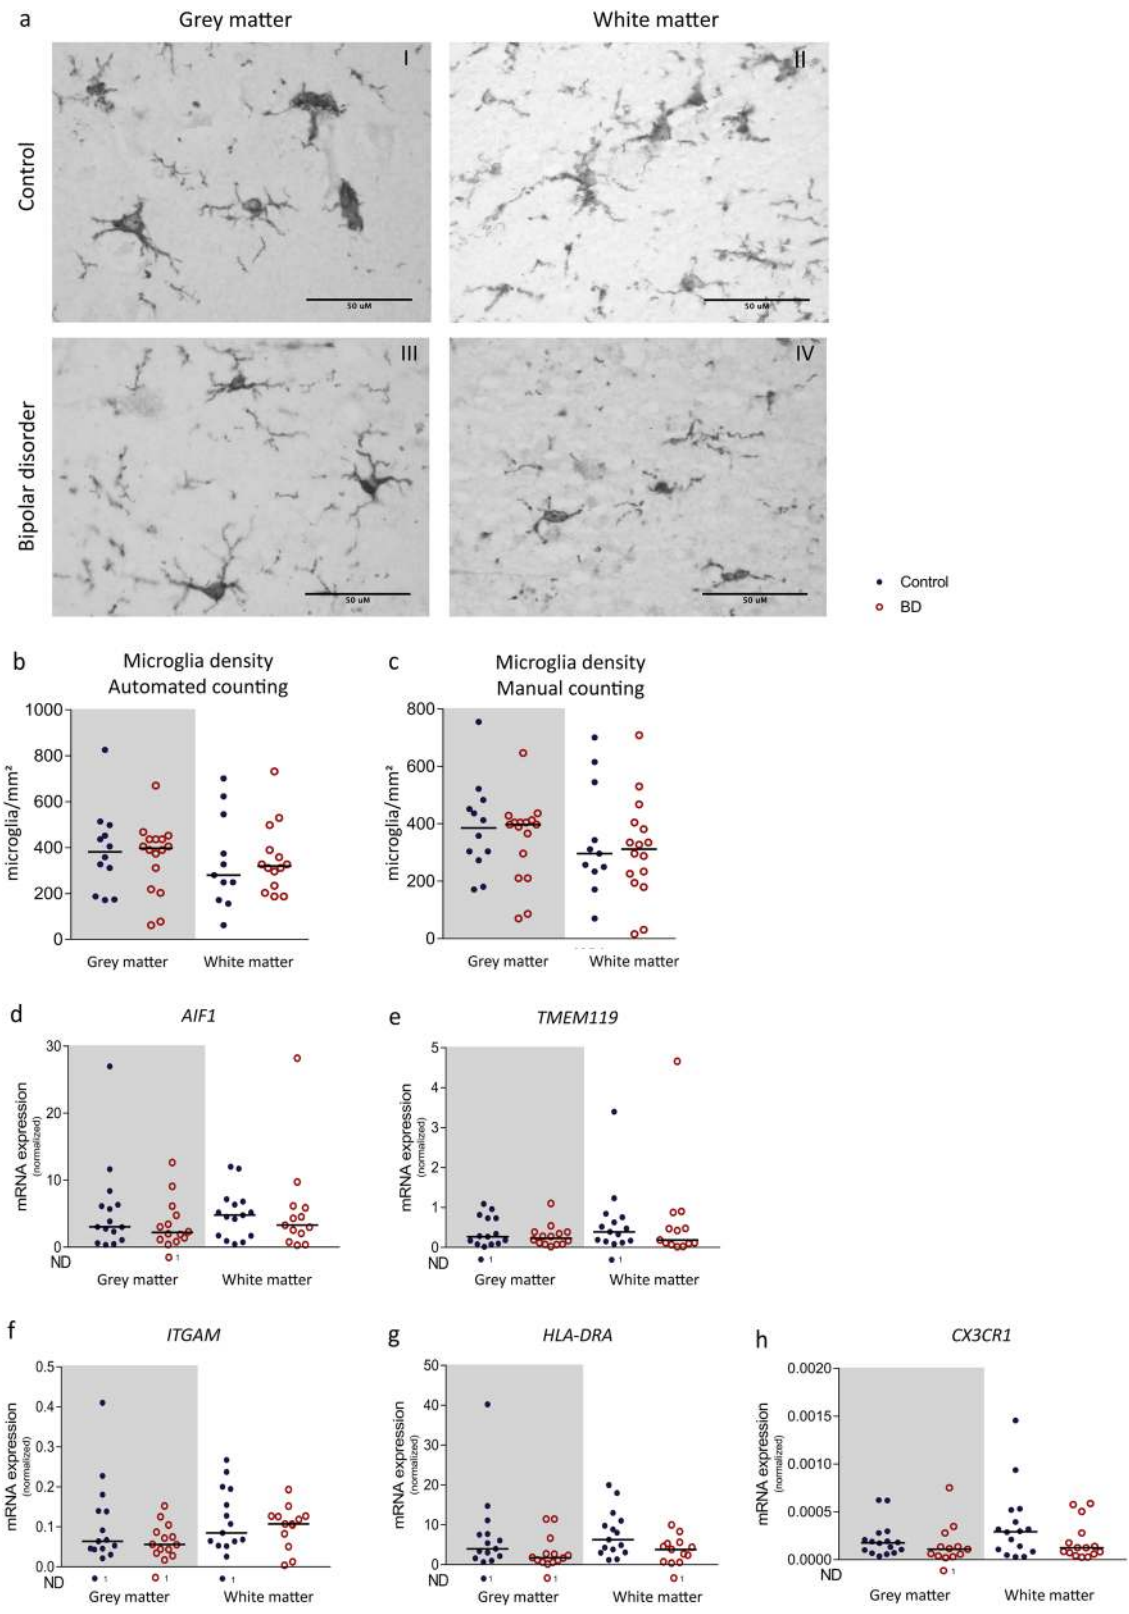 a
Grey matter
White matter
Control
I
II
50 uM
50 uM
Bipolar disorder
III
IV
50 uM
50 uM
Control
BD
b
Microglia density
Automated counting
microglia/mm²
1000
800
600
400
200
0
Grey matter
White matter
c
Microglia density
Manual counting
microglia/mm²
800
600
400
200
0
Grey matter
White matter
d
AIF1
mRNA expression
(normalized)
30
20
10
0
ND
1
Grey matter
White matter
e
TMEM119
mRNA expression
(normalized)
5
4
3
2
1
0
ND
1
1
Grey matter
White matter
f
ITGAM
mRNA expression
(normalized)
0.5
0.4
0.3
0.2
0.1
0.0
ND
1
1
1
Grey matter
White matter
g
HLA-DRA
mRNA expression
(normalized)
50
40
30
20
10
0
ND
1
1
1
Grey matter
White matter
h
CX3CR1
mRNA expression
(normalized)
0.0020
0.0015
0.0010
0.0005
0.0000
ND
1
Grey matter
White matter